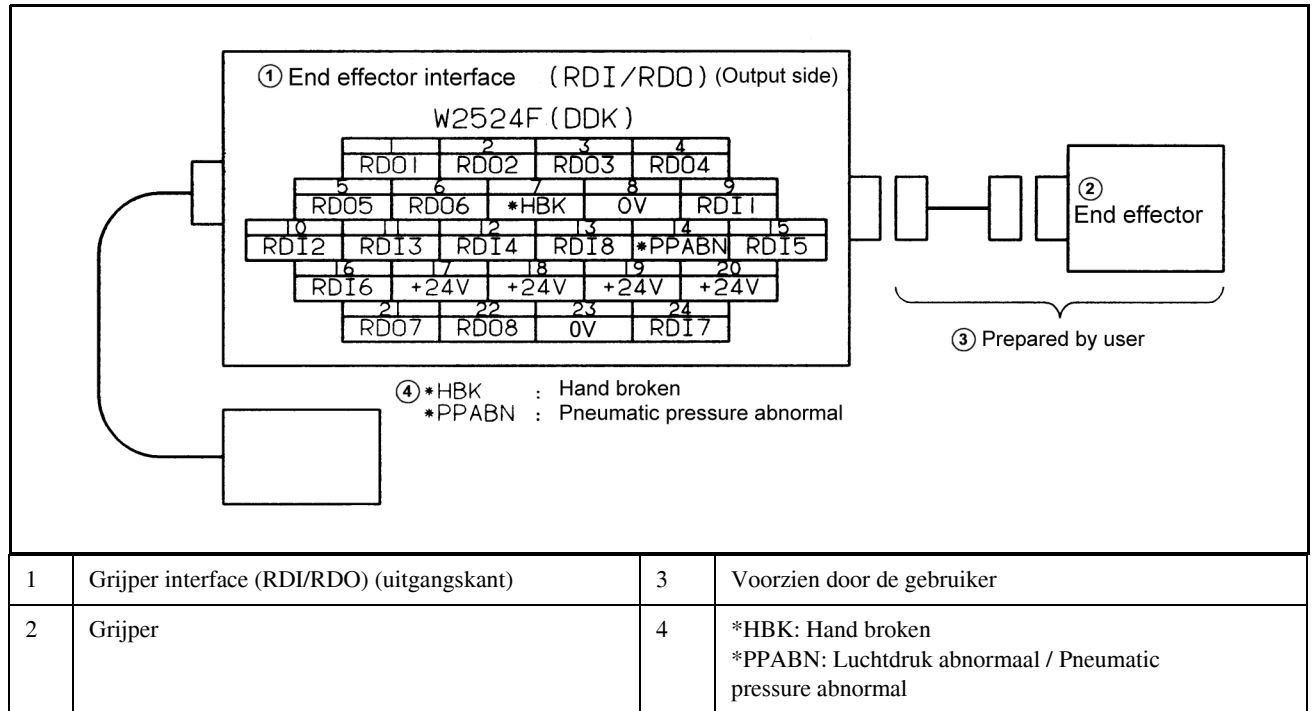 ① End effector interface (RDI/RDO) (Output side)
W2524F (DDK)
1 2 3 4
RDO1 RDO2 RDO3 RDO4
5 6 7 8 9
RDO5 RDO6 *HBK 0V RDI1
10 11 12 13 14 15
RDI2 RDI3 RDI4 RDI8 *PPABN RDI5
16 17 18 19 20
RDI6 +24V +24V +24V +24V
21 22 23 24
RDO7 RDO8 0V RDI7
② End effector
③ Prepared by user
④ *HBK : Hand broken
*PPABN : Pneumatic pressure abnormal
1 Grijper interface (RDI/RDO) (uitgangskant) 3 Voorzien door de gebruiker
2 Grijper 4 *HBK: Hand broken
*PPABN: Luchtdruk abnormaal / Pneumatic
pressure abnormal